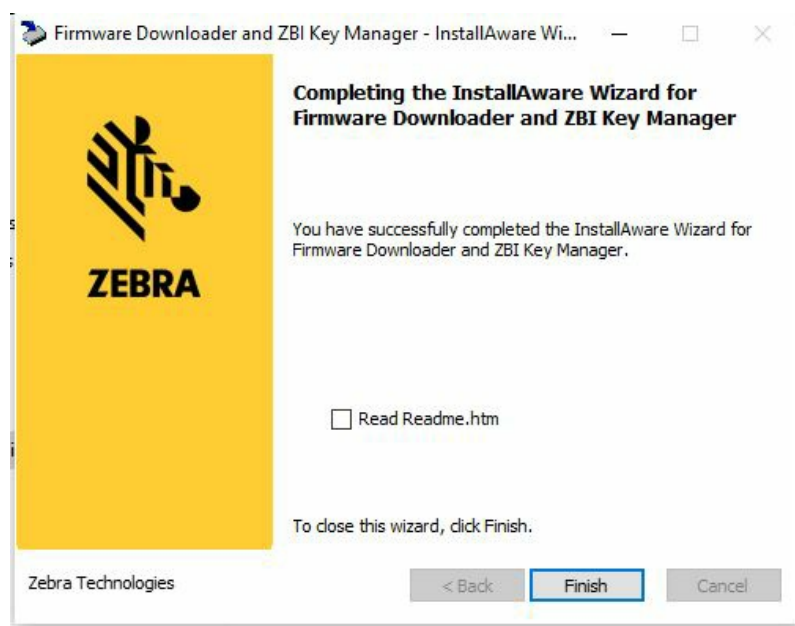 Firmware Downloader and ZBI Key Manager - InstallAware Wi...
Completing the InstallAware Wizard for
Firmware Downloader and ZBI Key Manager
You have successfully completed the InstallAware Wizard for
Firmware Downloader and ZBI Key Manager.
ZEBRA
Read Readme.htm
To close this wizard, click Finish.
Zebra Technologies
< Back
Finish
Cancel